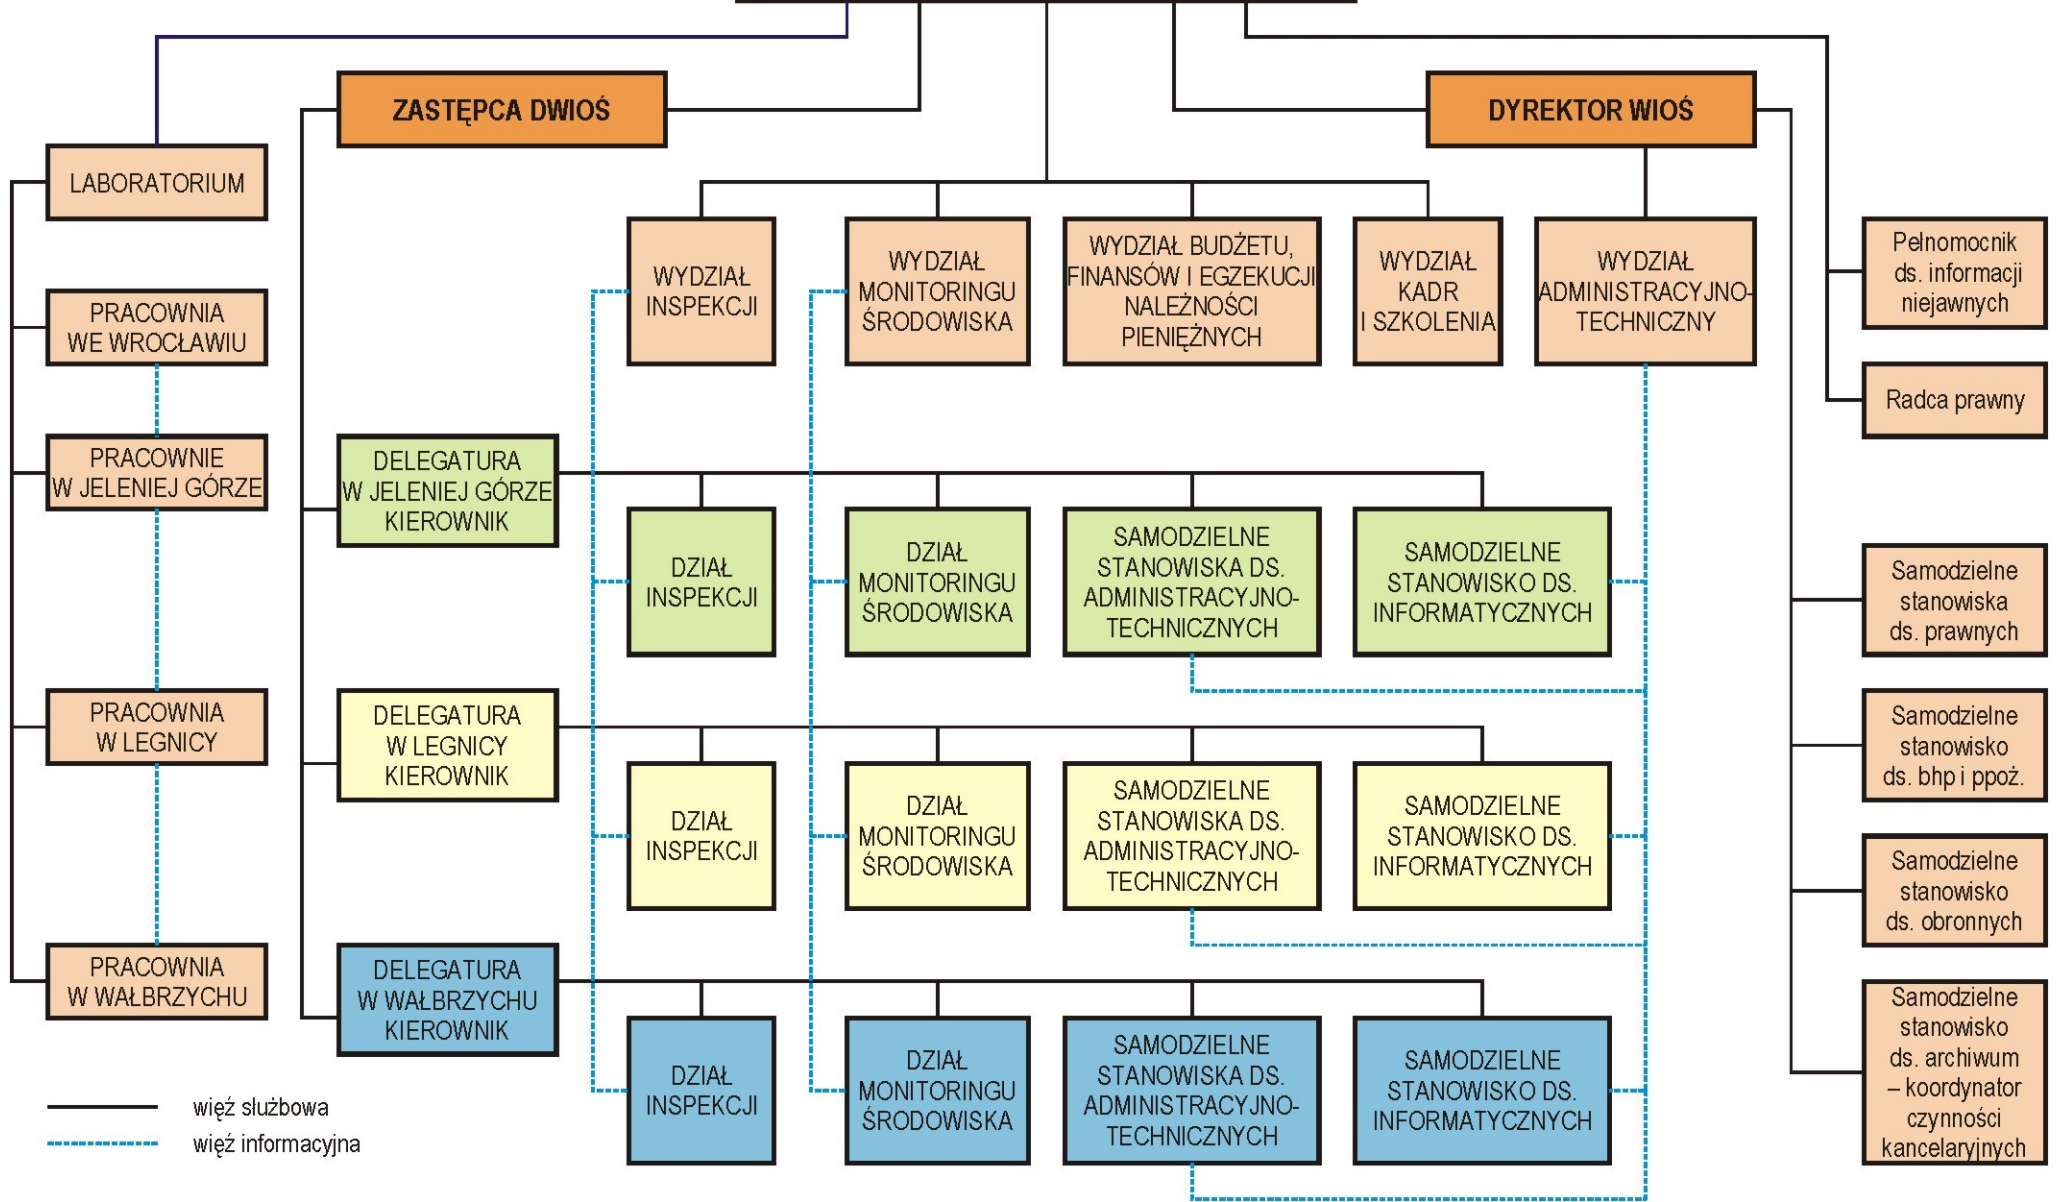 ZASTĘPCA DWIOŚ
DYREKTOR WIOŚ
LABORATORIUM
PRACOWNIA
WE WROCŁAWIU
PRACOWNIE
W JELENIEJ GÓRZE
PRACOWNIA
W LEGNICY
PRACOWNIA
W WAŁBRZYCHU
WYDZIAŁ
INSPEKCJI
WYDZIAŁ
MONITORINGU
ŚRODOWISKA
WYDZIAŁ BUDŻETU,
FINANSÓW I EGZEKUCJI
NALEŻNOŚCI
PIENIĘŻNYCH
WYDZIAŁ
KADR
I SZKOLENIA
WYDZIAŁ
ADMINISTRACYJNO-
TECHNICZNY
DELEGATURA
W JELENIEJ GÓRZE
KIEROWNIK
DZIAŁ
INSPEKCJI
DZIAŁ
MONITORINGU
ŚRODOWISKA
SAMODZIELNE
STANOWISKA DS.
ADMINISTRACYJNO-
TECHNICZNYCH
SAMODZIELNE
STANOWISKO DS.
INFORMATYCZNYCH
DELEGATURA
W LEGNICY
KIEROWNIK
DZIAŁ
INSPEKCJI
DZIAŁ
MONITORINGU
ŚRODOWISKA
SAMODZIELNE
STANOWISKA DS.
ADMINISTRACYJNO-
TECHNICZNYCH
SAMODZIELNE
STANOWISKO DS.
INFORMATYCZNYCH
DELEGATURA
W WAŁBRZYCHU
KIEROWNIK
DZIAŁ
INSPEKCJI
DZIAŁ
MONITORINGU
ŚRODOWISKA
SAMODZIELNE
STANOWISKA DS.
ADMINISTRACYJNO-
TECHNICZNYCH
SAMODZIELNE
STANOWISKO DS.
INFORMATYCZNYCH
Pełnomocnik
ds. informacji
niejawnych
Radca prawny
Samodzielne
stanowiska
ds. prawnych
Samodzielne
stanowisko
ds. bhp i ppoż.
Samodzielne
stanowisko
ds. obronnych
Samodzielne
stanowisko
ds. archiwum
– koordynator
czynności
kancelaryjnych
więź służbowa
więź informacyjna